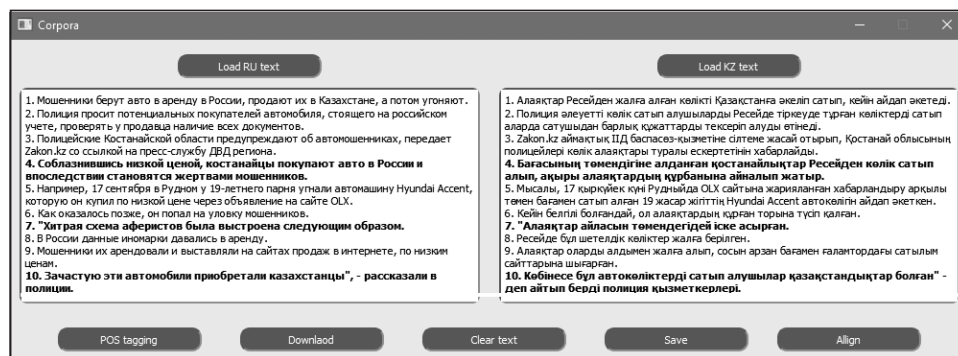 Corpora
Load RU text
Load KZ text
1. Мошенники берут авто в аренду в России, продают их в Казахстане, а потом угоняют.
2. Полиция просит потенциальных покупателей автомобиля, стоящего на российском
учете, проверять у продавца наличие всех документов.
3. Полицейские Костанайской области предупреждают об автомошенниках, передает
Zakon.kz со ссылкой на пресс-службу ДВД региона.
4. Соблазнившись низкой ценой, костанайцы покупают авто в России и
впоследствии становятся жертвами мошенников.
5. Например, 17 сентября в Рудном у 19-летнего парня угнали автомашину Hyundai Accent,
которую он купил по низкой цене через объявление на сайте OLX.
6. Как оказалось позже, он попал на уловку мошенников.
7. "Хитрая схема аферистов была выстроена следующим образом.
8. В России данные иномарки давались в аренду.
9. Мошенники их арендовали и выставляли на сайтах продаж в интернете, по низким
ценам.
10. Зачастую эти автомобили приобретали казахстанцы", - рассказали в
полиции.
1. Алаяқтар Ресейден жалға алған көлікті Қазақстанға әкеліп сатып, кейін айдап әкетеді.
2. Полиция әлеуетті көлік сатып алушыларды Ресейде тіркеуде тұрған көліктерді сатып
аларда сатушыдан барлық құжаттарды тексеріп алуды өтінеді.
3. Zakon.kz аймақтық ПД баспасөз-қызметіне сілтеме жасай отырып, Қостанай облысының
полицейлері көлік алаяқтары туралы ескертетінін хабарлайды.
4. Бағасының төмендігіне алданған қостанайлықтар Ресейден көлік сатып
алып, ақыры алаяқтардың құрбанына айналып жатыр.
5. Мысалы, 17 қыркүйек күні Рудныйда OLX сайтына жарияланған хабарландыру арқылы
төмен бағамен сатып алған 19 жасар жігіттің Hyundai Accent автокөлігін айдап әкеткен.
6. Кейін белгілі болғандай, ол алаяқтардың құрған торына түсіп қалған.
7. "Алаяқтар айласын төмендегідей іске асырған.
8. Ресейде бұл шетелдік көліктер жалға берілген.
9. Алаяқтар оларды алдымен жалға алып, сосын арзан бағамен ғаламтордағы сатылым
сайттарына шығарған.
10. Көбінесе бұл автокөліктерді сатып алушылар қазақстандықтар болған" -
деп айтып берді полиция қызметкерлері.
POS tagging
Downlaod
Clear text
Save
Allign